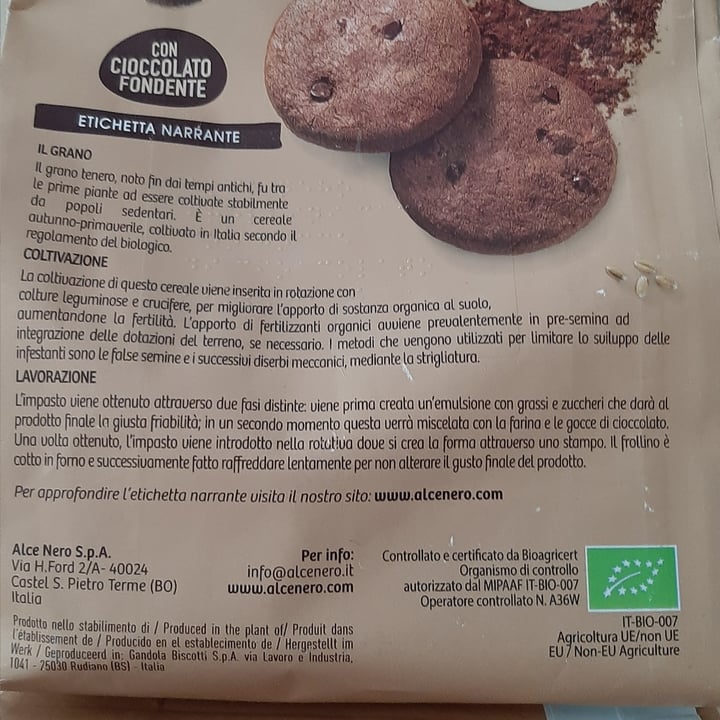 CON
CIOCCOLATO
FONDENTE
ETICHETTA NARRANTE
IL GRANO
Il grano tenero, noto fin dai tempi antichi, fu tra
le prime piante ad essere coltivate stabilmente
da popoli sedentari. È un cereale
autunno-primaverile, coltivato in Italia secondo il
regolamento del biologico.
COLTIVAZIONE
La coltivazione di questo cereale viene inserita in rotazione con
colture leguminose e crucifere, per migliorare l'apporto di sostanza organica al suolo,
aumentandone la fertilità. L'apporto di fertilizzanti organici avviene prevalentemente in pre-semina ad
integrazione delle dotazioni del terreno, se necessario. I metodi che vengono utilizzati per limitare lo sviluppo delle
infestanti sono le false semine e i successivi diserbi meccanici, mediante la strigliatura.
LAVORAZIONE
L'impasto viene ottenuto attraverso due fasi distinte: viene prima creata un'emulsione con grassi e zuccheri che darà al
prodotto finale la giusta friabilità; in un secondo momento questa verrà miscelata con la farina e le gocce di cioccolato.
Una volta ottenuto, l'impasto viene introdotto nella rotativa dove si crea la forma attraverso uno stampo. Il frollino è
cotto in forno e successivamente fatto raffreddare lentamente per non alterare il gusto finale del prodotto.
Per approfondire l'etichetta narrante visita il nostro sito: www.alcenero.com
Alce Nero S.p.A.
Via H.Ford 2/A- 40024
Castel S. Pietro Terme (BO)
Italia
Per info:
info@alcenero.it
www.alcenero.com
Controllato e certificato da Bioagricert
Organismo di controllo
autorizzato dal MIPAAF IT-BIO-007
Operatore controllato N. A36W
IT-BIO-007
Agricoltura UE/non UE
EU / Non-EU Agriculture
Prodotto nello stabilimento di / Produced in the plant of/ Produit dans
l'établissement de / Producido en el establecimento de / Hergestellt im
Werk / Geproduceerd in: Gandola Biscotti S.p.A. via Lavoro e Industria,
1041 - 25030 Rudiano (BS) - Italia